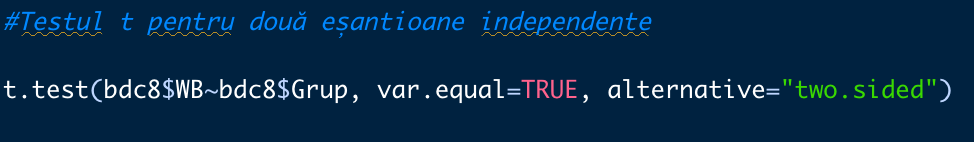 #Testul t pentru două eșantioane independente
t.test(bdc8$WB~bdc8$Grup, var.equal=TRUE, alternative="two.sided")